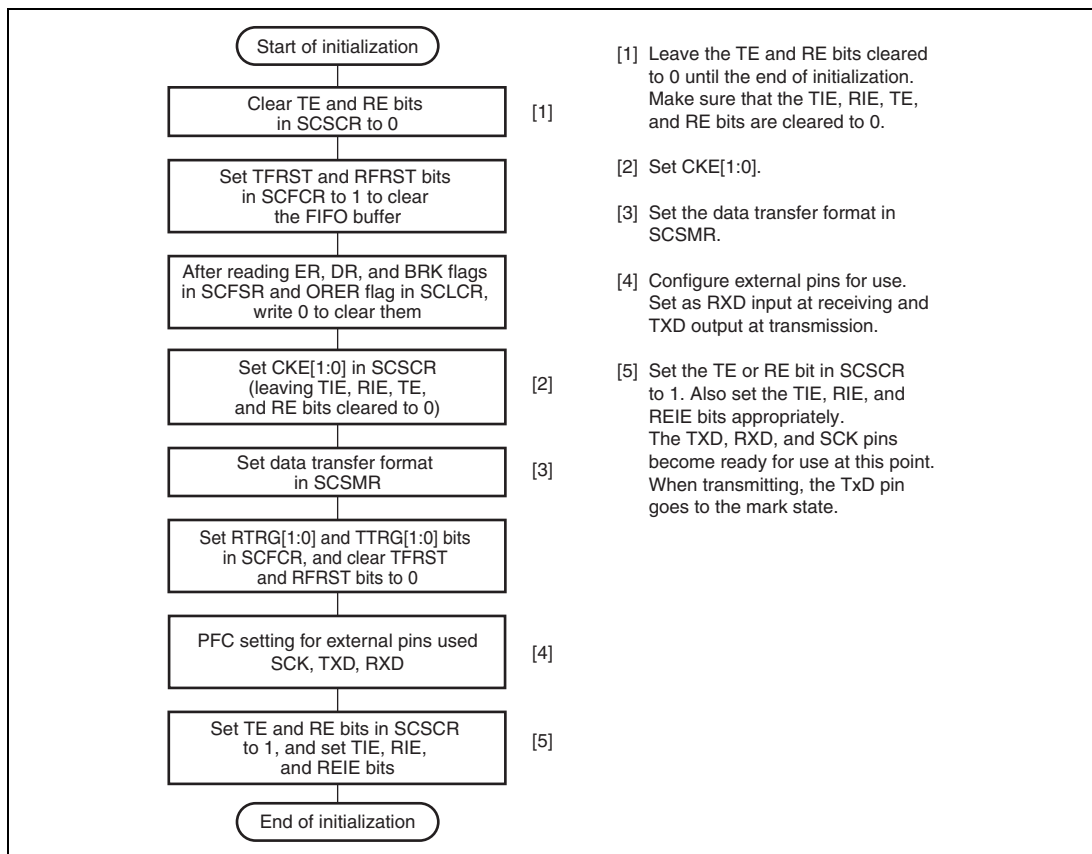 Start of initialization
Clear TE and RE bits
in SCSCR to 0
[1]
Set TFRST and RFRST bits
in SCFCR to 1 to clear
the FIFO buffer
After reading ER, DR, and BRK flags
in SCFSR and ORER flag in SCLCR,
write 0 to clear them
Set CKE[1:0] in SCSCR
(leaving TIE, RIE, TE,
and RE bits cleared to 0)
[2]
Set data transfer format
in SCSMR
[3]
Set RTRG[1:0] and TTRG[1:0] bits
in SCFCR, and clear TFRST
and RFRST bits to 0
PFC setting for external pins used
SCK, TXD, RXD
[4]
Set TE and RE bits in SCSCR
to 1, and set TIE, RIE,
and REIE bits
[5]
End of initialization
[1] Leave the TE and RE bits cleared
to 0 until the end of initialization.
Make sure that the TIE, RIE, TE,
and RE bits are cleared to 0.
[2] Set CKE[1:0].
[3] Set the data transfer format in
SCSMR.
[4] Configure external pins for use.
Set as RXD input at receiving and
TXD output at transmission.
[5] Set the TE or RE bit in SCSCR
to 1. Also set the TIE, RIE, and
REIE bits appropriately.
The TXD, RXD, and SCK pins
become ready for use at this point.
When transmitting, the TxD pin
goes to the mark state.